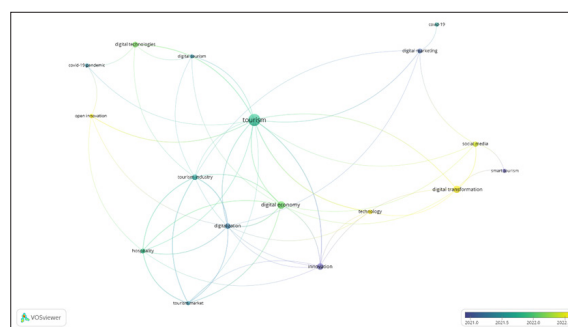 covid-19
digital technologies
digital marketing
digital tourism
covid-19 pandemic
open innovation
tourism
social media
smart tourism
tourism industry
digital transformation
digital economy
technology
digitalization
hospitality
innovation
tourism market
VOSviewer
2021.0 2021.5 2022.0